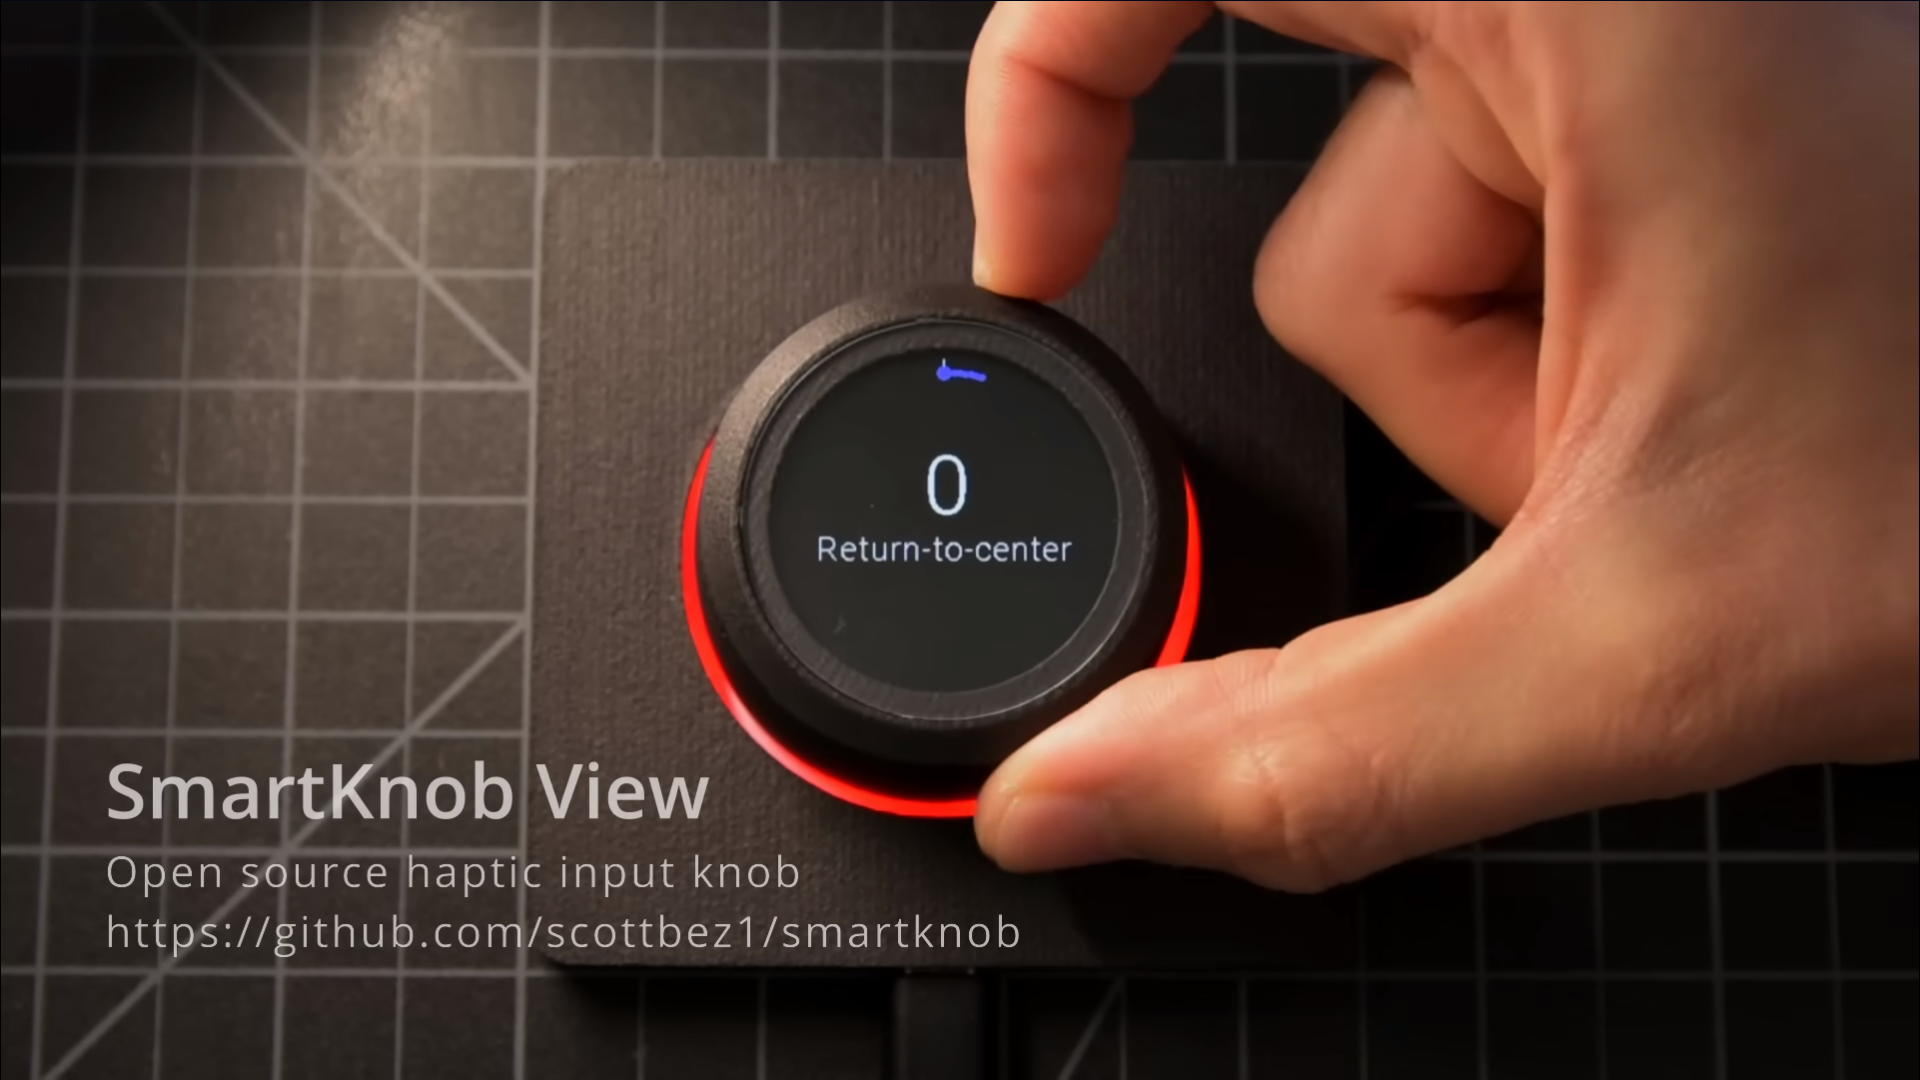 0
Return-to-center
SmartKnob View
Open source haptic input knob
https://github.com/scottbez1/smartknob